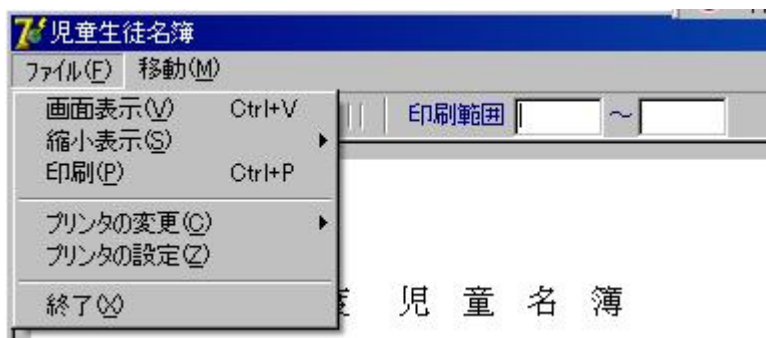 児童生徒名簿
ファイル(F) 移動(M)
画面表示(V) Ctrl+V
印刷範囲 ～
縮小表示(S)
印刷(P) Ctrl+P
プリンタの変更(C)
プリンタの設定(Z)
終了(X)
児童名簿